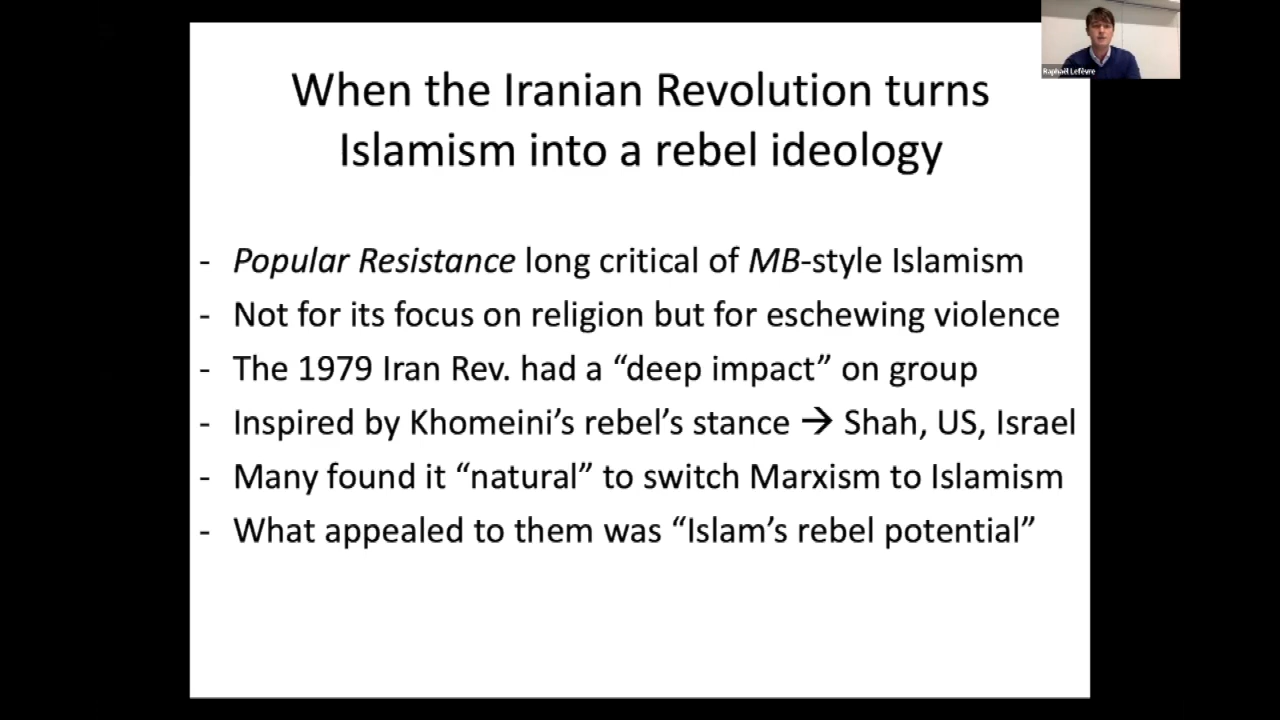 Raphaël Lefèvre
When the Iranian Revolution turns
Islamism into a rebel ideology
- Popular Resistance long critical of MB-style Islamism
- Not for its focus on religion but for eschewing violence
- The 1979 Iran Rev. had a “deep impact” on group
- Inspired by Khomeini’s rebel’s stance → Shah, US, Israel
- Many found it “natural” to switch Marxism to Islamism
- What appealed to them was “Islam’s rebel potential”